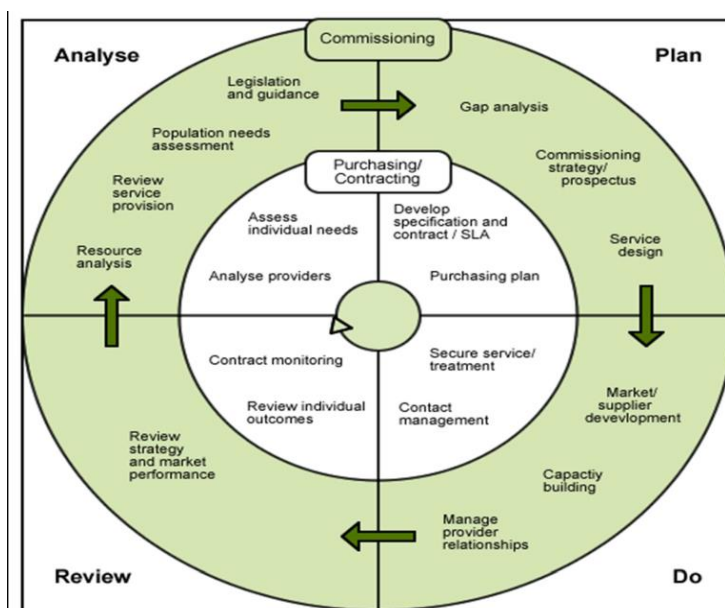 Analyse
Commissioning
Plan
Legislation
and guidance
Gap analysis
Population needs
assessment
Commissioning
strategy/
prospectus
Purchasing/
Contracting
Review
service
provision
Assess
individual needs
Develop
specification and
contract / SLA
Resource
analysis
Service
design
Analyse providers
Purchasing plan
Contract monitoring
Secure service/
treatment
Review individual
outcomes
Contact
management
Market/
supplier
devevlopment
Review
strategy
and market
performance
Capactiy
building
Manage
provider
relationships
Review
Do